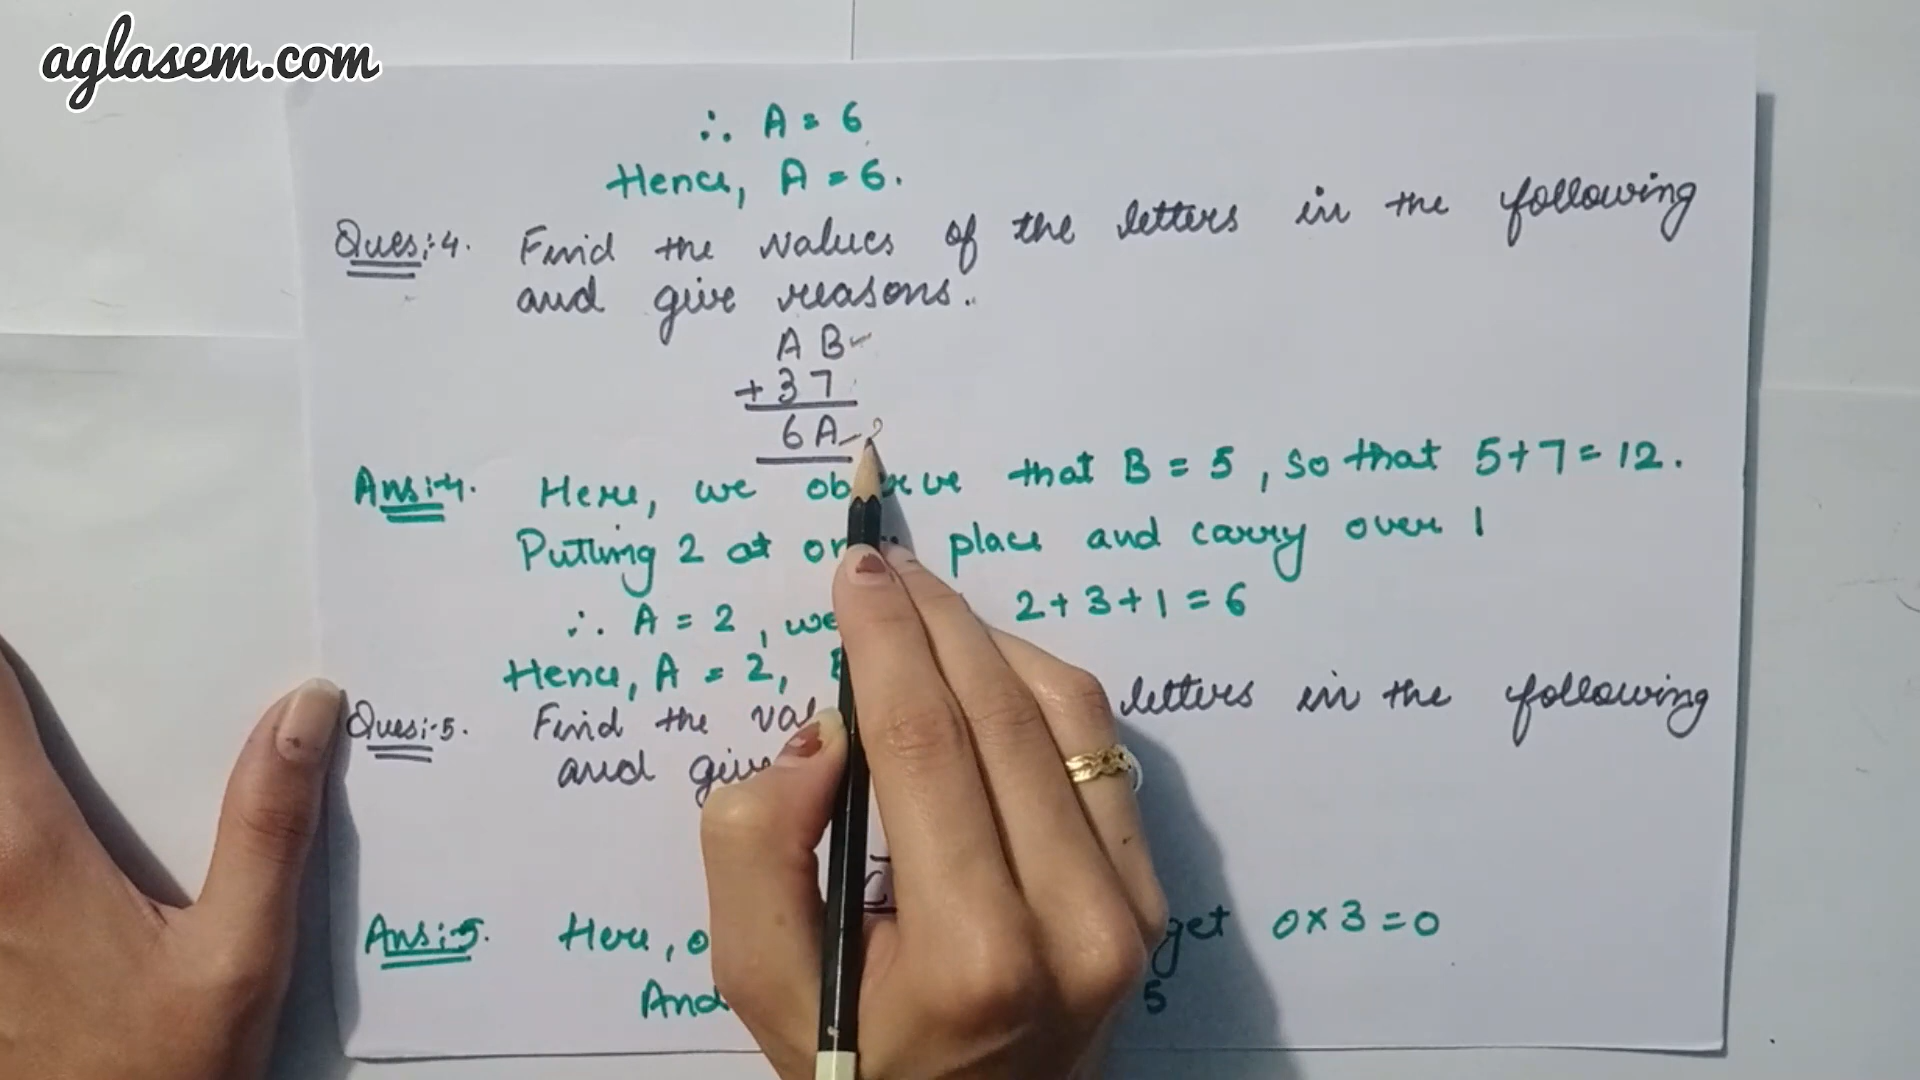 aglasem.com
∴ A = 6
Hence, A = 6.
Ques:-4. Find the values of the letters in the following
and give reasons.
A B
+ 3 7
6 A
Ans:-4. Here, we that B = 5, so that 5+7=12.
Putting 2 at place and carry over 1
∴ A = 2, we 2+3+1 = 6
Hence, A = 2,
Ques:-5. Find the letters in the following
and
Ans:-5. Here, get 0×3=0
And 5